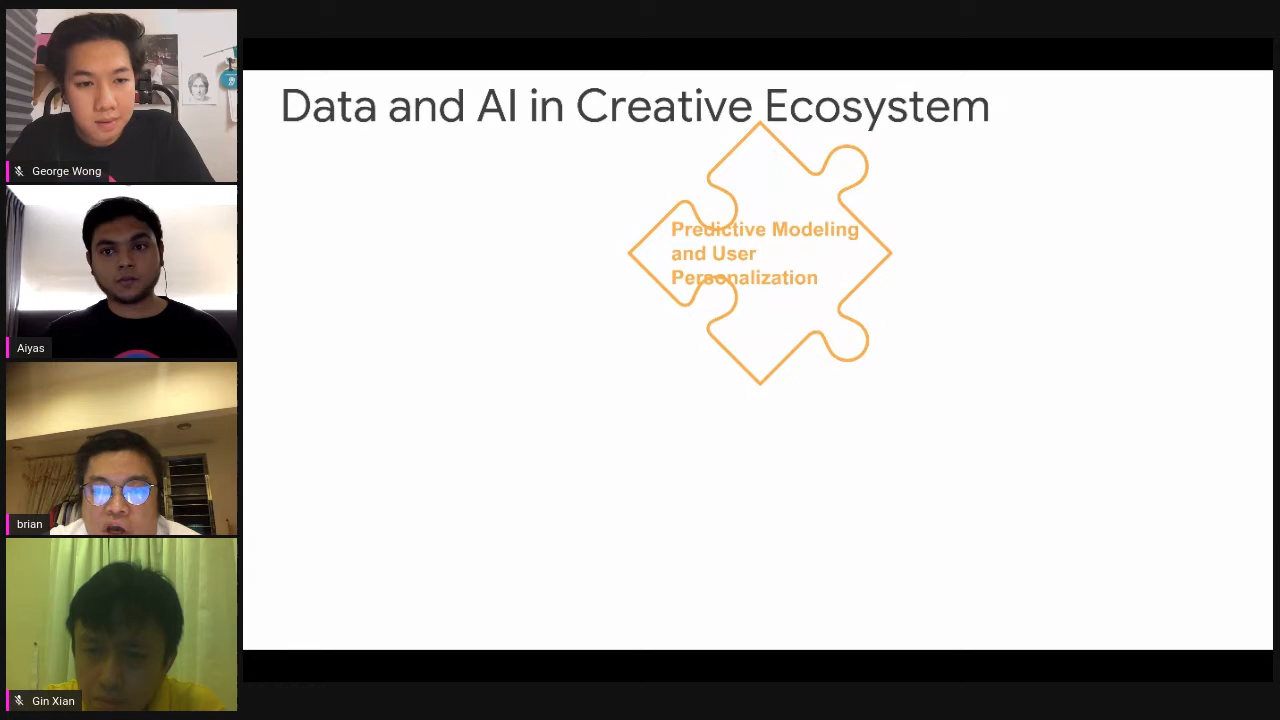 George Wong
Aiyas
brian
Gin Xian
Data and AI in Creative Ecosystem
Predictive Modeling
and User
Personalization